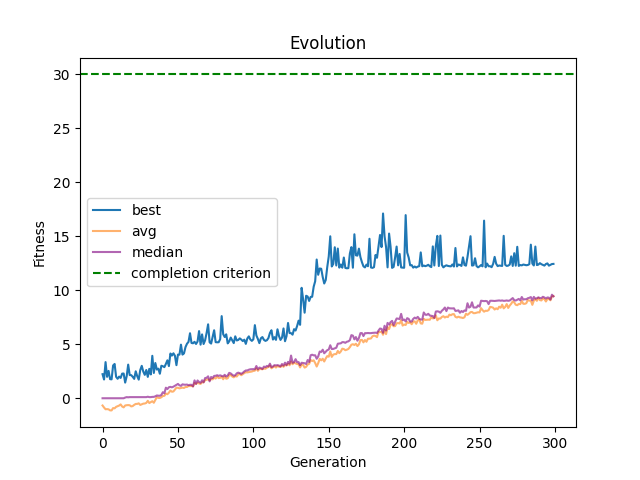 Evolution
30
25
20
15
10
5
0
Fitness
best
avg
median
completion criterion
0 50 100 150 200 250 300
Generation